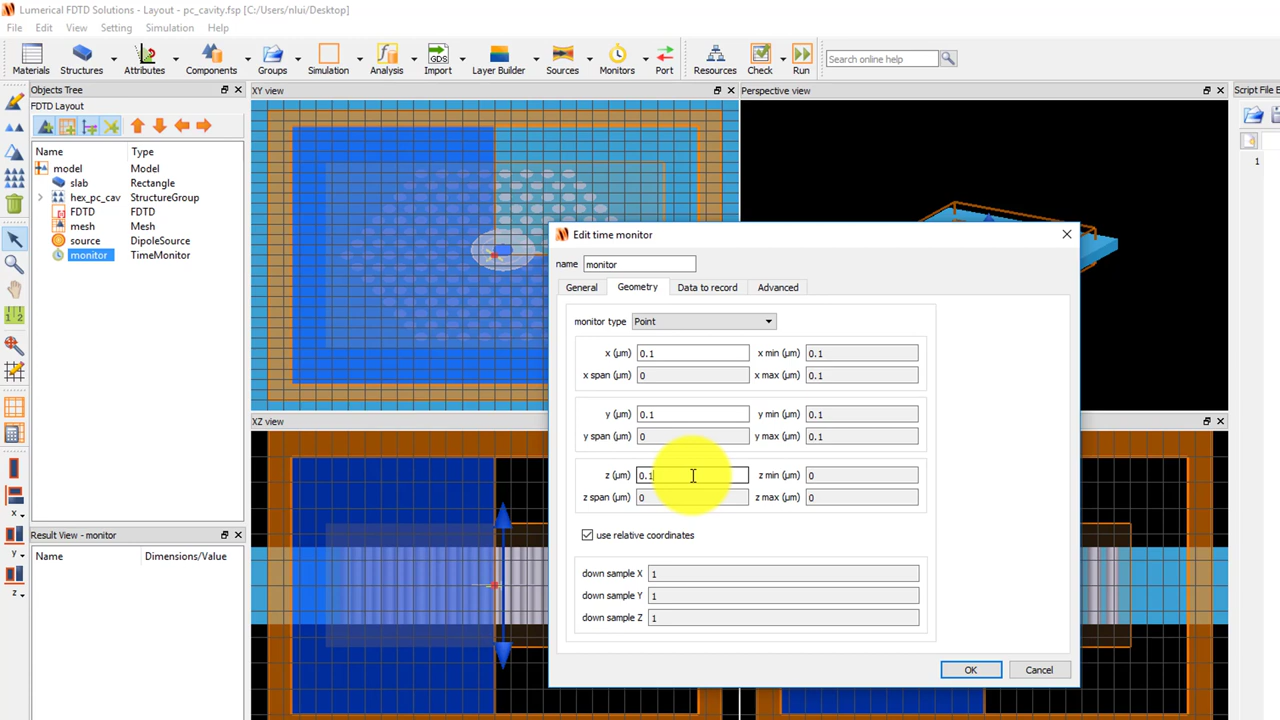 Lumerical FDTD Solutions - Layout - pc_cavity.fsp [C:/Users/nlui/Desktop]
File Edit View Setting Simulation Help
Materials Structures Attributes Components Groups Simulation Analysis Import Layer Builder Sources Monitors Port Resources Check Run Search online help
GDS
Objects Tree
FDTD Layout
Name Type
model Model
slab Rectangle
hex_pc_cav StructureGroup
FDTD FDTD
mesh Mesh
source DipoleSource
monitor TimeMonitor
Result View - monitor
Name Dimensions/Value
x
y
z
XY view
Perspective view
XZ view
Script File E
1
Edit time monitor
name monitor
General Geometry Data to record Advanced
monitor type Point
x (µm) 0.1 x min (µm) 0.1
x span (µm) 0 x max (µm) 0.1
y (µm) 0.1 y min (µm) 0.1
y span (µm) 0 y max (µm) 0.1
z (µm) 0.1 z min (µm) 0
z span (µm) 0 z max (µm) 0
use relative coordinates
down sample X 1
down sample Y 1
down sample Z 1
OK Cancel